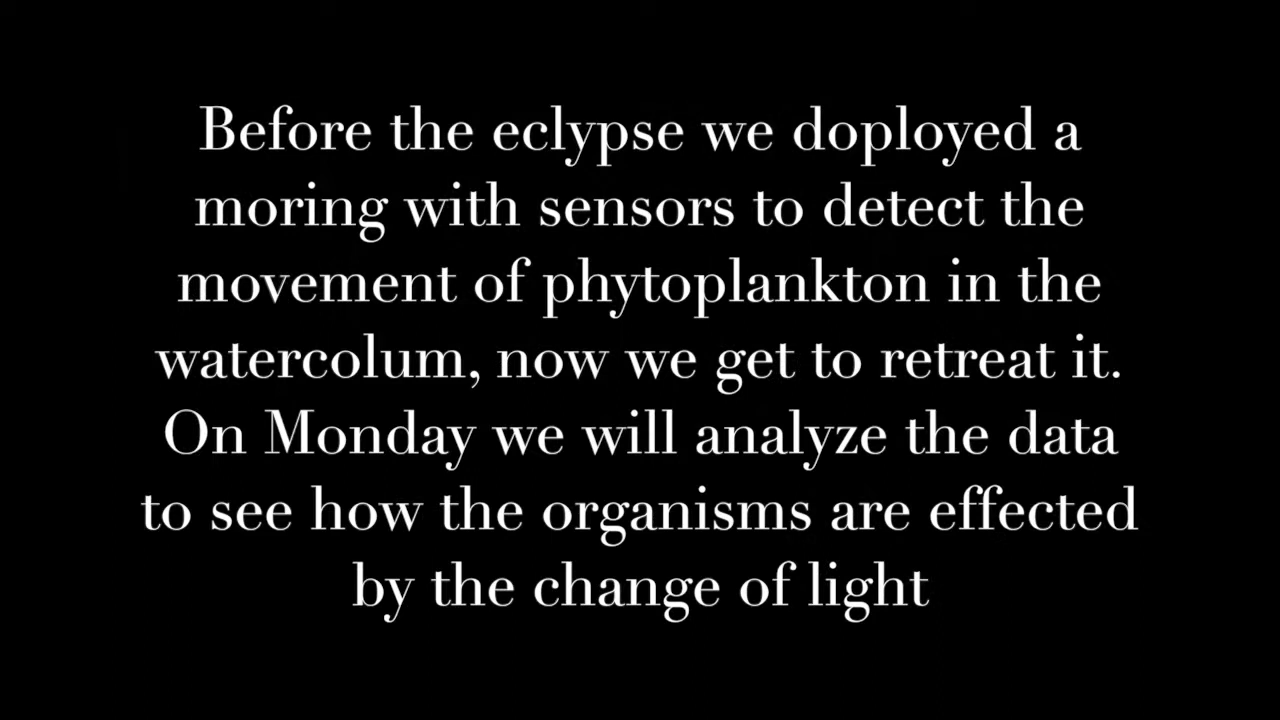 Before the eclypse we doployed a
moring with sensors to detect the
movement of phytoplankton in the
watercolum, now we get to retreat it.
On Monday we will analyze the data
to see how the organisms are effected
by the change of light